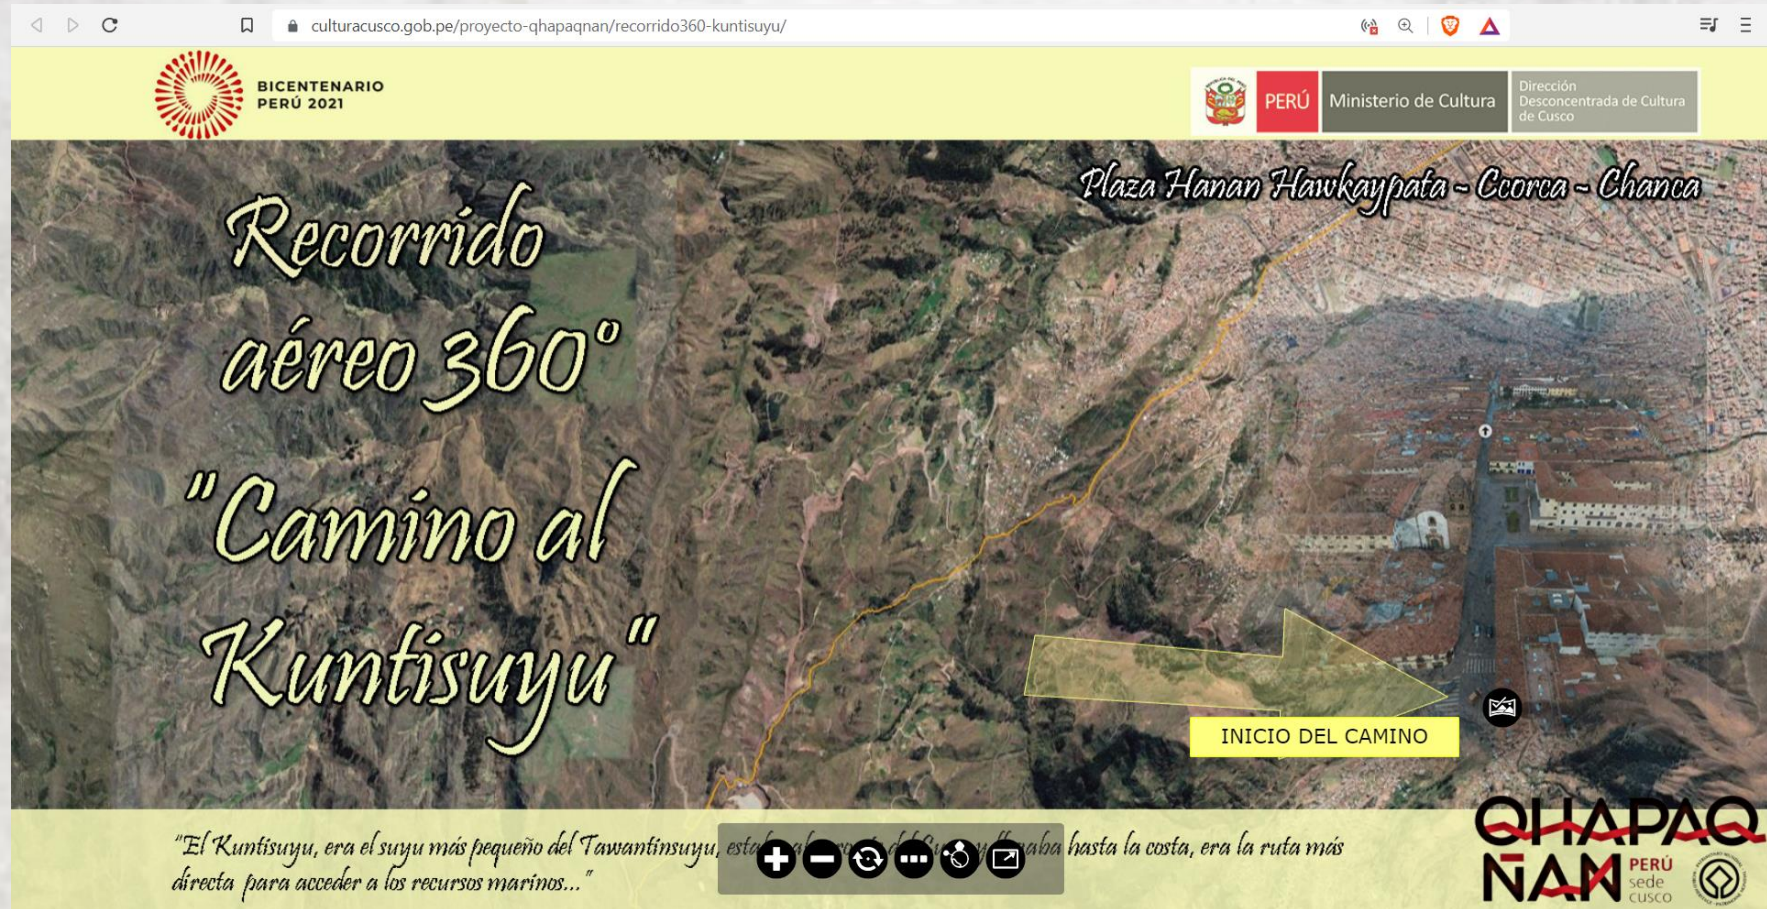 culturacusco.gob.pe/proyecto-qhapaqnan/recorrido360-kuntisuyu/
BICENTENARIO
PERÚ 2021
PERÚ
Ministerio de Cultura
Dirección
Desconcentrada de Cultura
de Cusco
Plaza Hanan Hawkaypata - Ccorca - Chanca
Recorrido
aéreo 360°
"Camino al
Kuntisuyu"
INICIO DEL CAMINO
"El Kuntisuyu, era el suyu más pequeño del Tawantinsuyu, hasta la costa, era la ruta más
directa para acceder a los recursos marinos..."
QHAPAQ
ÑAN
PERÚ
sede
cusco